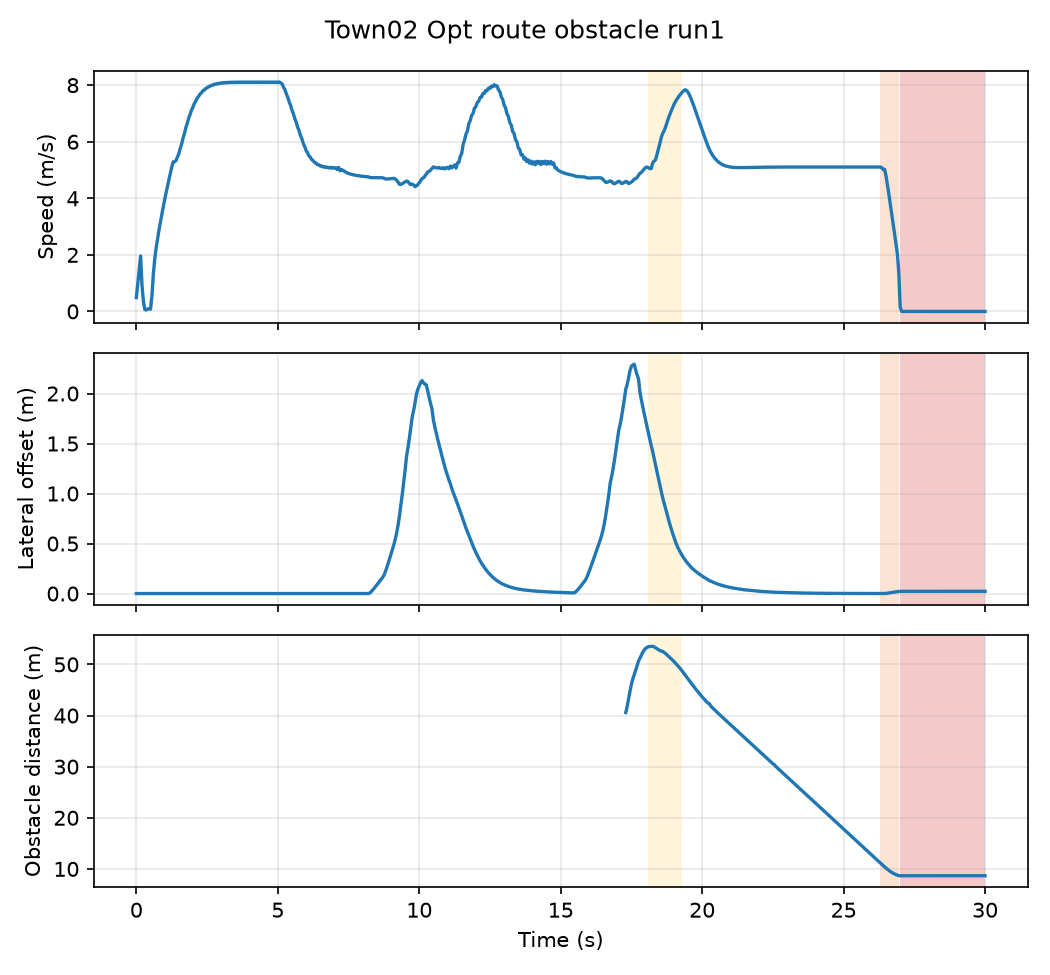 Town02 Opt route obstacle run1
Speed (m/s)
8
6
4
2
0
Lateral offset (m)
2.0
1.5
1.0
0.5
0.0
Obstacle distance (m)
50
40
30
20
10
0 5 10 15 20 25 30
Time (s)